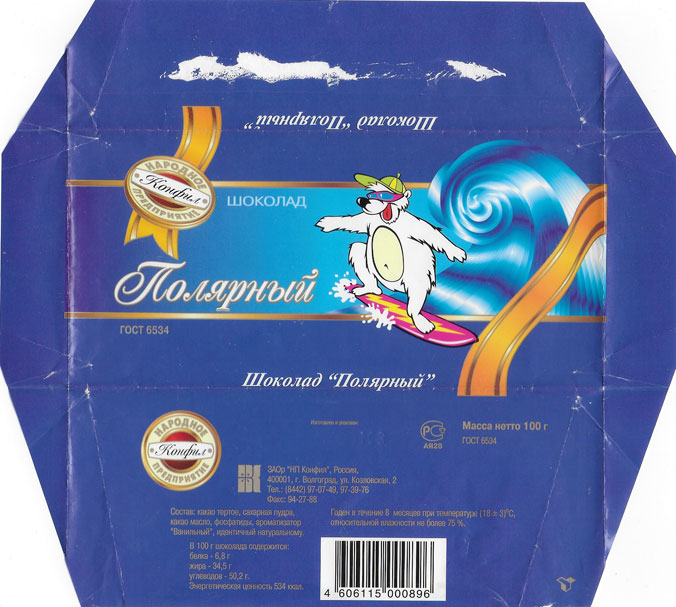 Шоколад "Полярный"
НАРОДНОЕ
Конфил
ПРЕДПРИЯТИЕ
ШОКОЛАД
Полярный
ГОСТ 6534
Шоколад "Полярный"
НАРОДНОЕ
Конфил
ПРЕДПРИЯТИЕ
Изготовлен и упакован:
РС
АЯ28
Масса нетто 100 г
ГОСТ 6534
ЗАОр "НП Конфил", Россия,
400001, г. Волгоград, ул. Козловская, 2
Тел.: (8442) 97-07-49, 97-39-76
Факс: 94-27-88
Состав: какао тертое, сахарная пудра,
какао масло, фосфатиды, ароматизатор
"Ванильный", идентичный натуральному.
Годен в течение 8 месяцев при температуре (18 ± 3)⁰С,
относительной влажности не более 75 %.
В 100 г шоколада содержится:
белка - 6,8 г
жира - 34,5 г
углеводов - 50,2 г.
Энергетическая ценность 534 ккал.
4 606115 000896